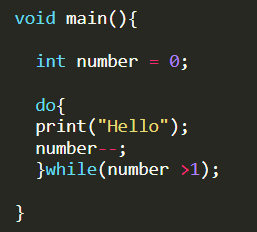 void main(){
int number = 0;
do{
print("Hello");
number--;
}while(number >1);
}